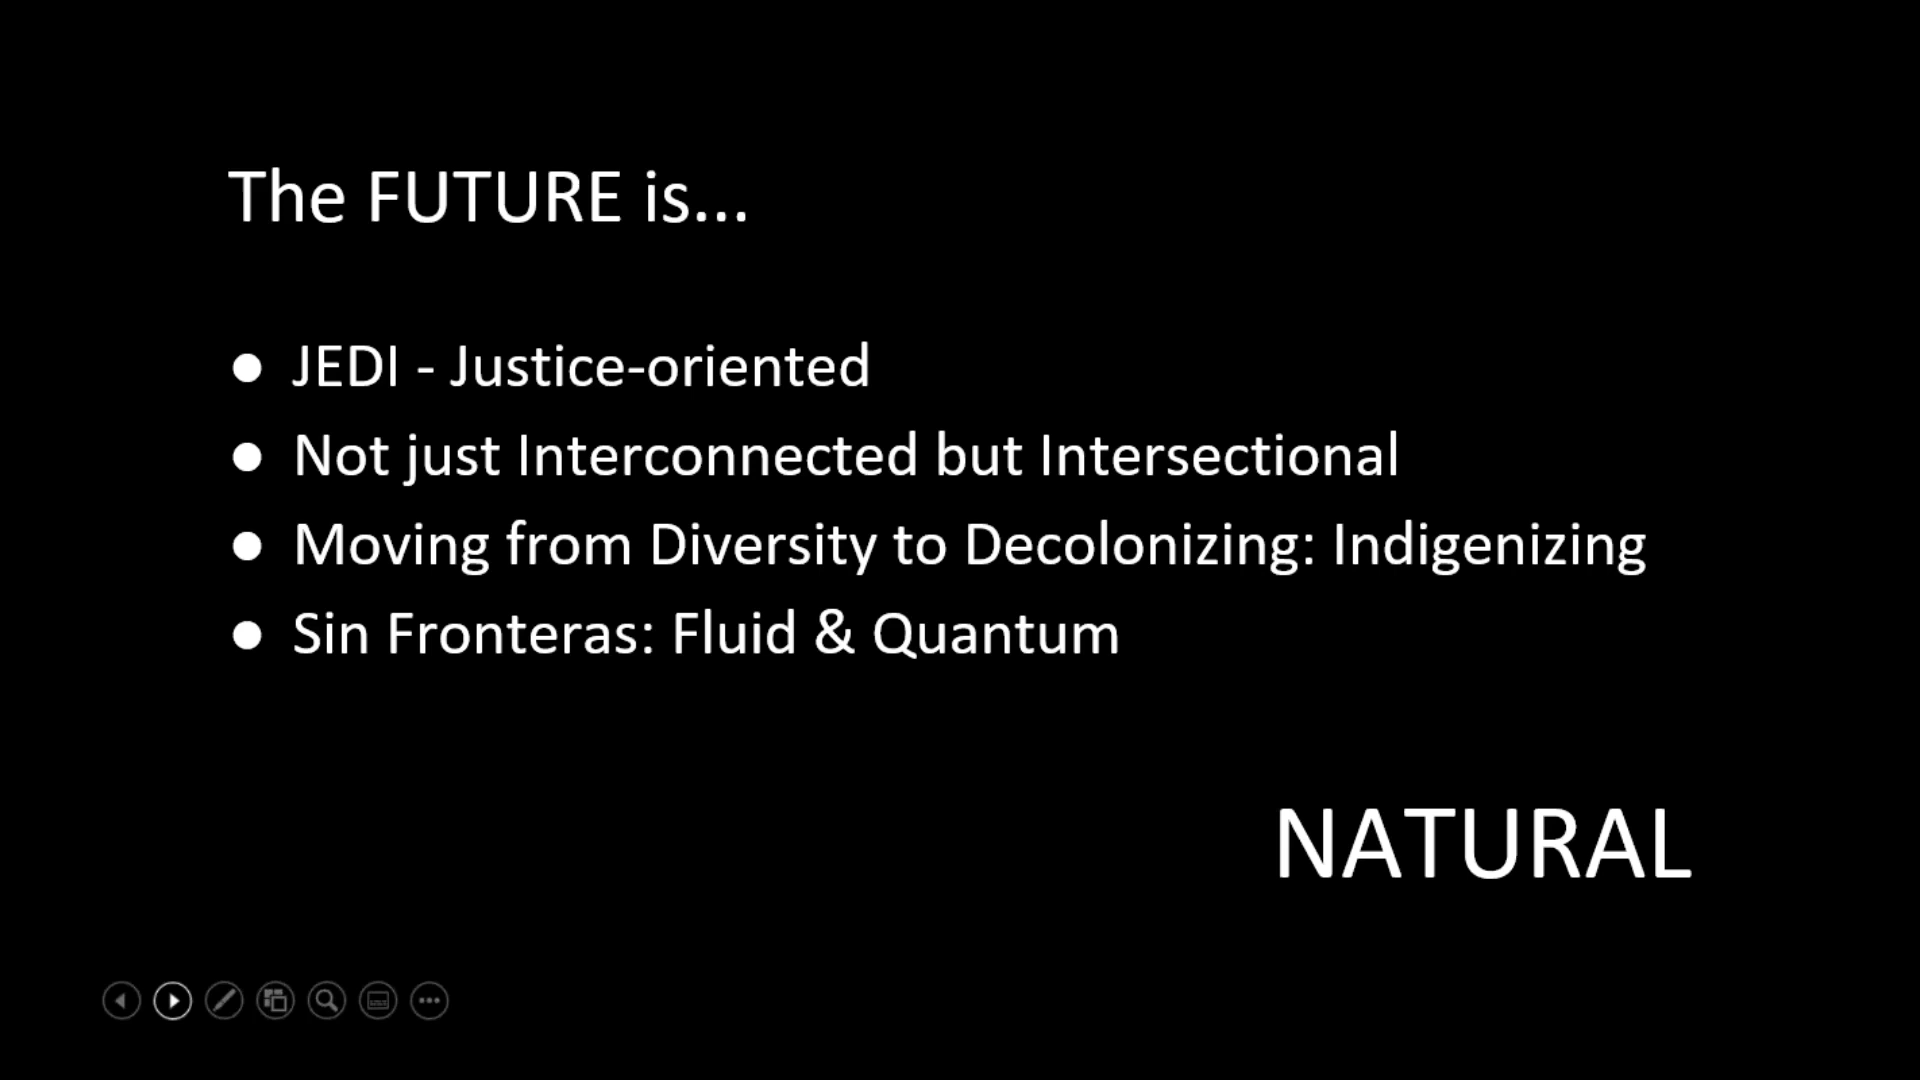 The FUTURE is...
● JEDI - Justice-oriented
● Not just Interconnected but Intersectional
● Moving from Diversity to Decolonizing: Indigenizing
● Sin Fronteras: Fluid & Quantum
NATURAL